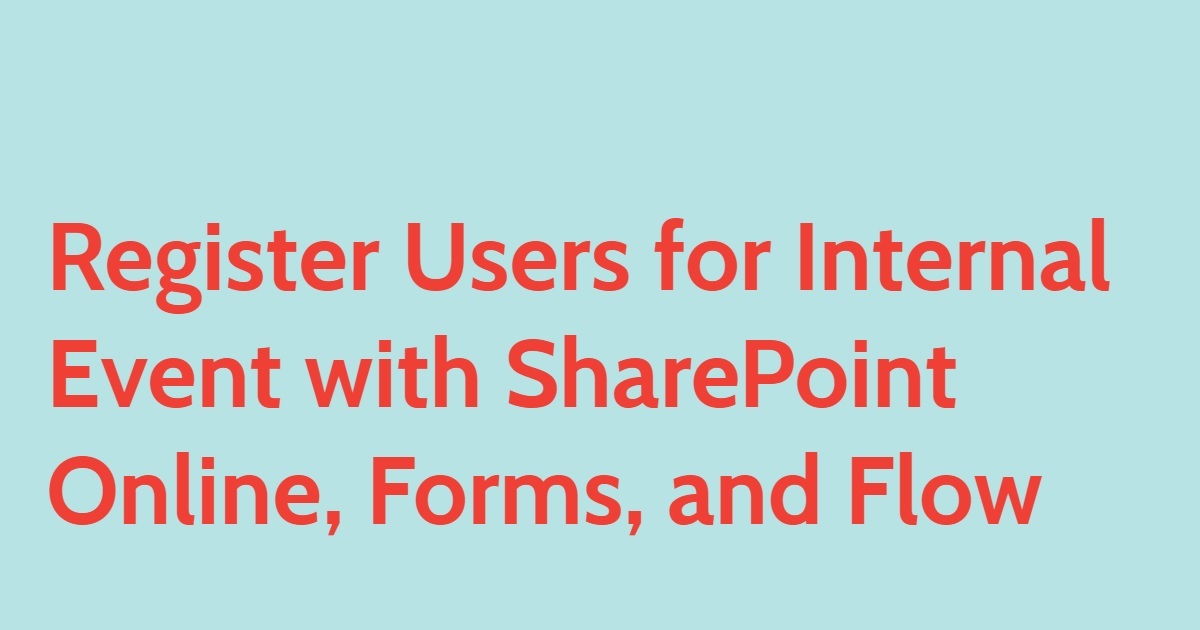 Register Users for Internal
Event with SharePoint
Online, Forms, and Flow